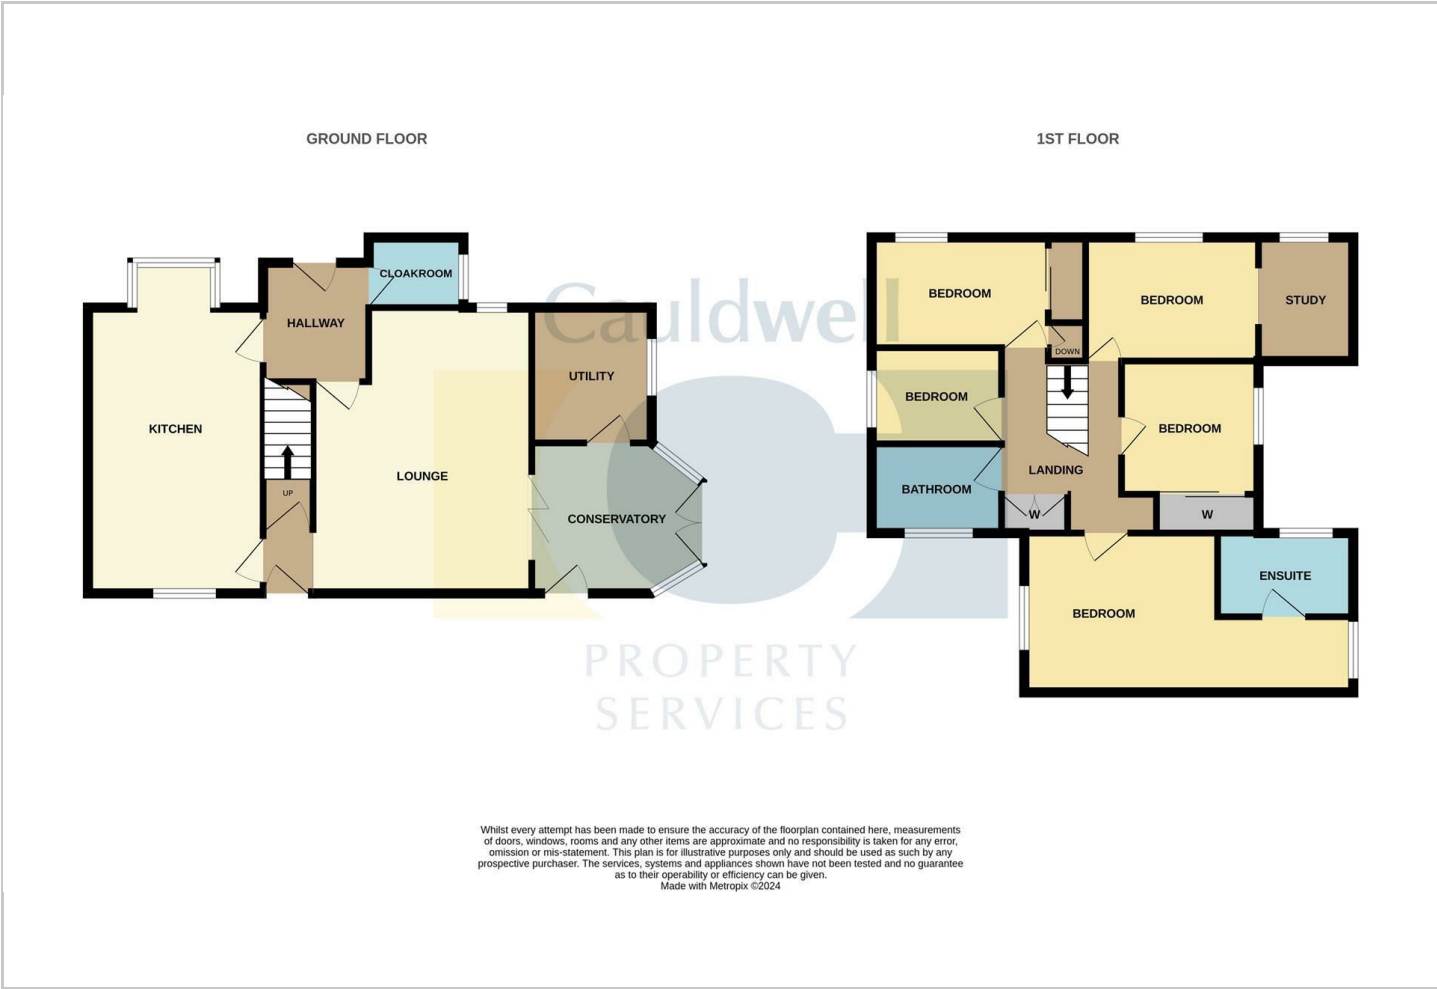 GROUND FLOOR
1ST FLOOR
CLOAKROOM
HALLWAY
KITCHEN
UTILITY
LOUNGE
UP
CONSERVATORY
BEDROOM
BEDROOM
STUDY
DOWN
BEDROOM
BEDROOM
LANDING
BATHROOM
W
W
ENSUITE
BEDROOM
Cauldwell
PROPERTY
SERVICES
Whilst every attempt has been made to ensure the accuracy of the floorplan contained here, measurements
of doors, windows, rooms and any other items are approximate and no responsibility is taken for any error,
omission or mis-statement. This plan is for illustrative purposes only and should be used as such by any
prospective purchaser. The services, systems and appliances shown have not been tested and no guarantee
as to their operability or efficiency can be given.
Made with Metropix ©2024